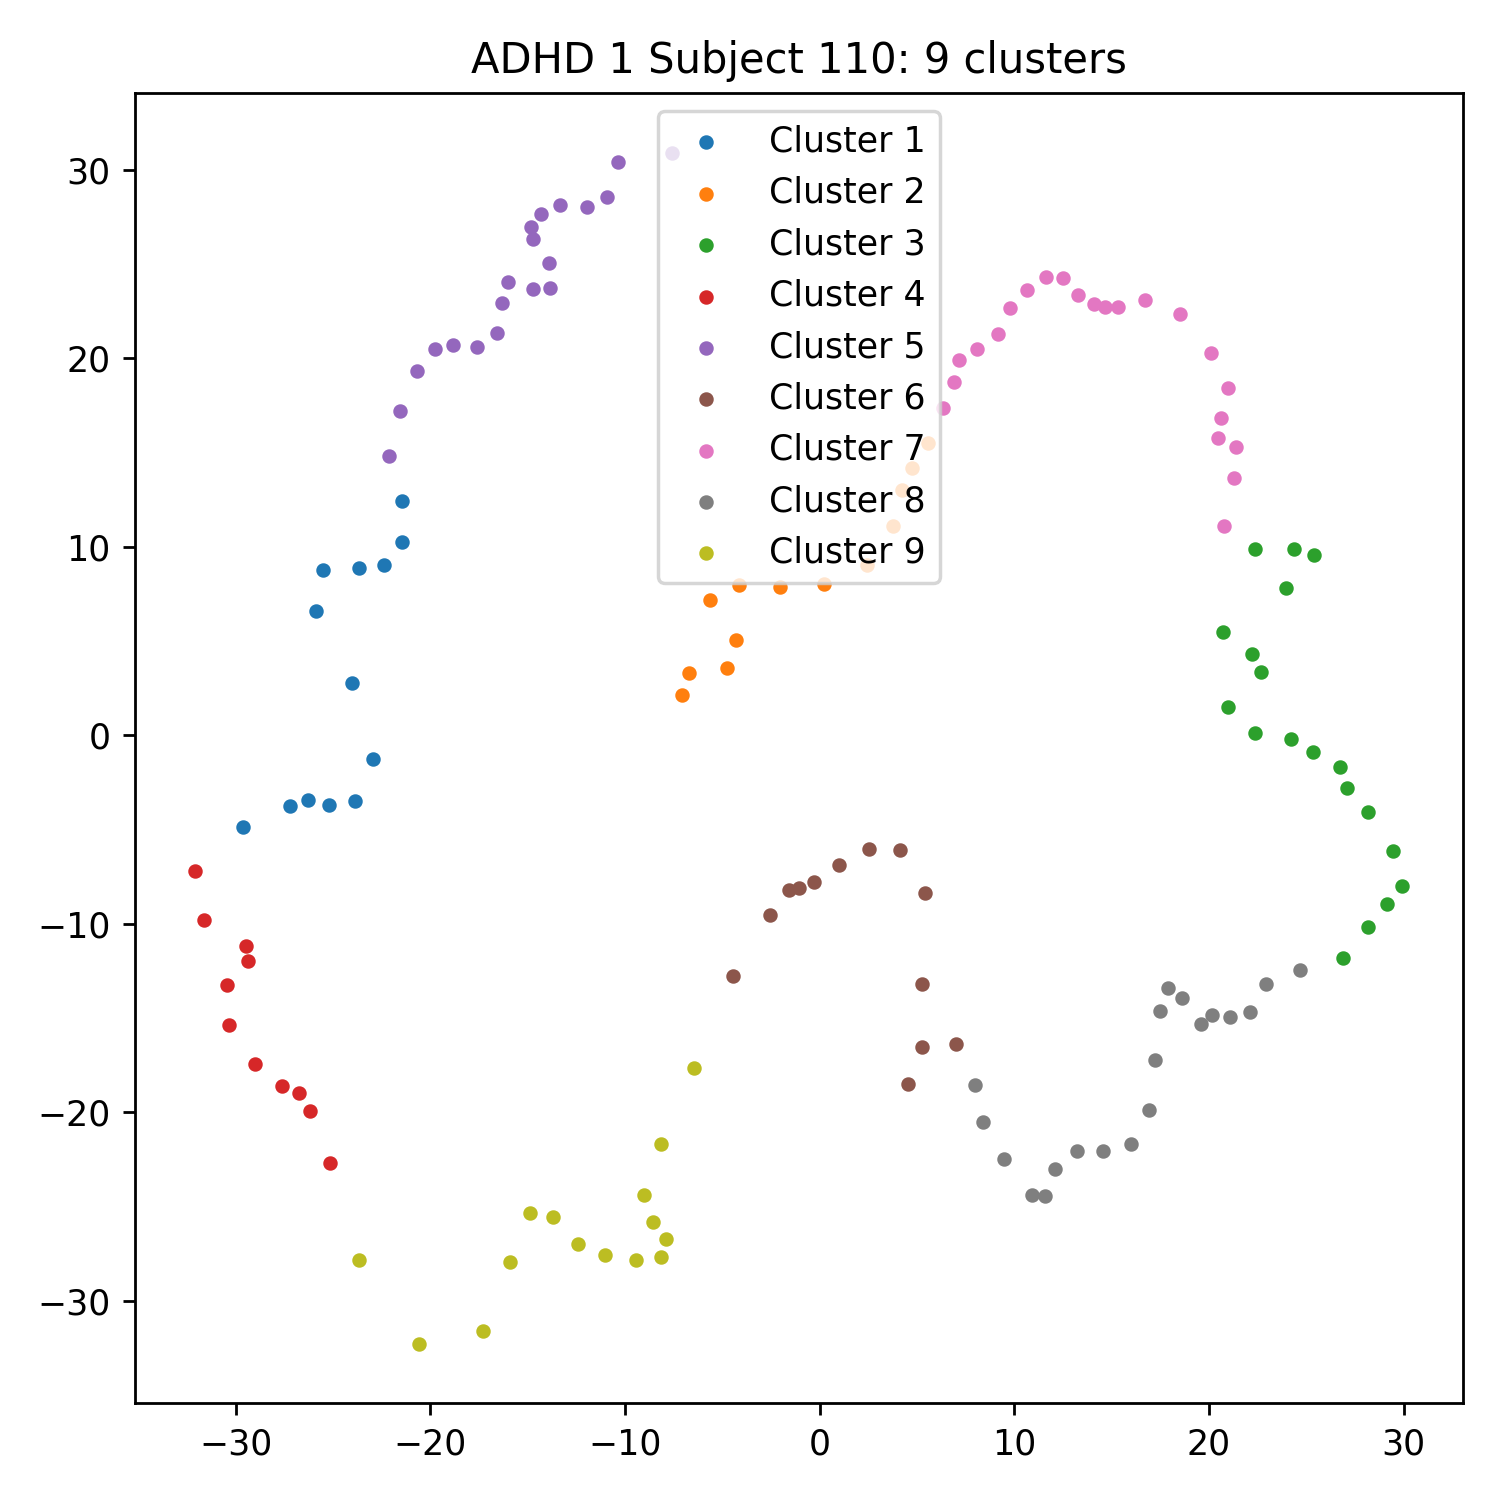 ADHD 1 Subject 110: 9 clusters
Cluster 1
Cluster 2
Cluster 3
Cluster 4
Cluster 5
Cluster 6
Cluster 7
Cluster 8
Cluster 9
30
20
10
0
−10
−20
−30
−30 −20 −10 0 10 20 30